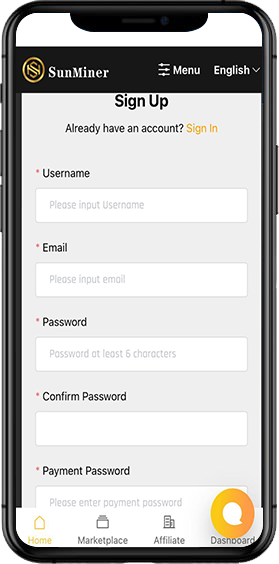 SunMiner
Menu
English
Sign Up
Already have an account? Sign In
* Username
Please input Username
* Email
Please input email
* Password
Password at least 6 characters
* Confirm Password
* Payment Password
Please enter payment password
Home
Marketplace
Affiliate
Dashboard